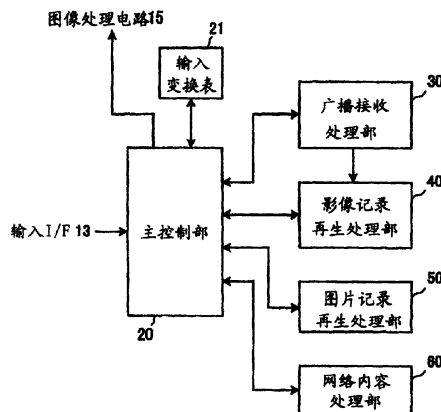 图像处理电路15
21
输入
变换表
30
广播接收
处理部
40
影像记录
再生处理部
输入I/F 13
主控制部
20
50
图片记录
再生处理部
60
网络内容
处理部